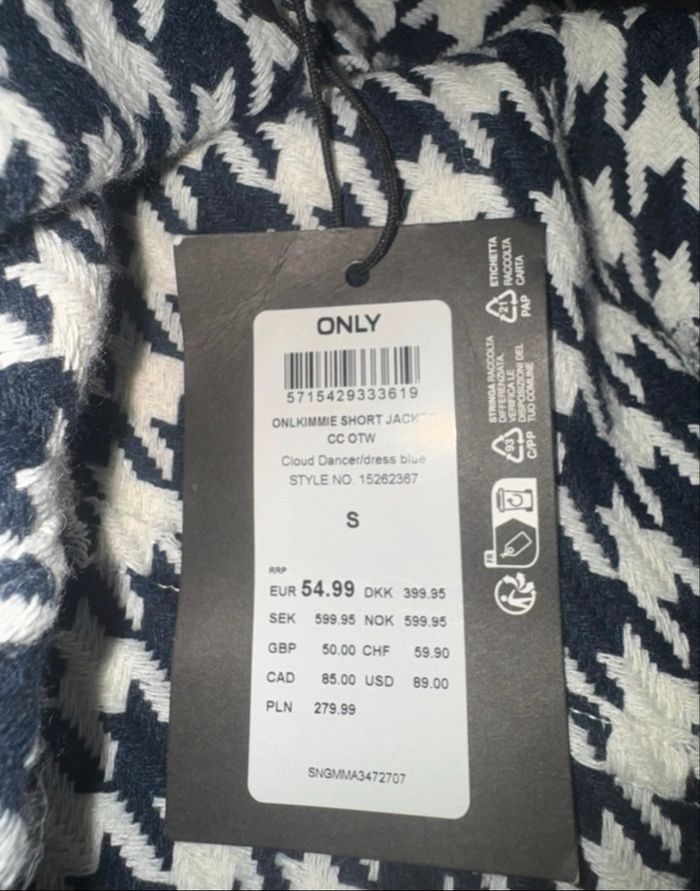 ONLY
5715429333619
ONLKIMMIE SHORT
CC OTW
Cloud Dancer/dress blue
STYLE NO. 15262367
S
RRP
EUR 54.99 DKK 399.95
SEK 599.95 NOK 599.95
GBP 50.00 CHF 59.90
CAD 85.00 USD 89.00
PLN 279.99
SNGMMA3472707
ETICHETTA
RACCOLTA
CARTA
21
PAP
STRINGA RACCOLTA
DIFFERENZIATA.
VERIFICA LE
DISPOSIZIONI DEL
TUO COMUNE
93
C/PP
FR